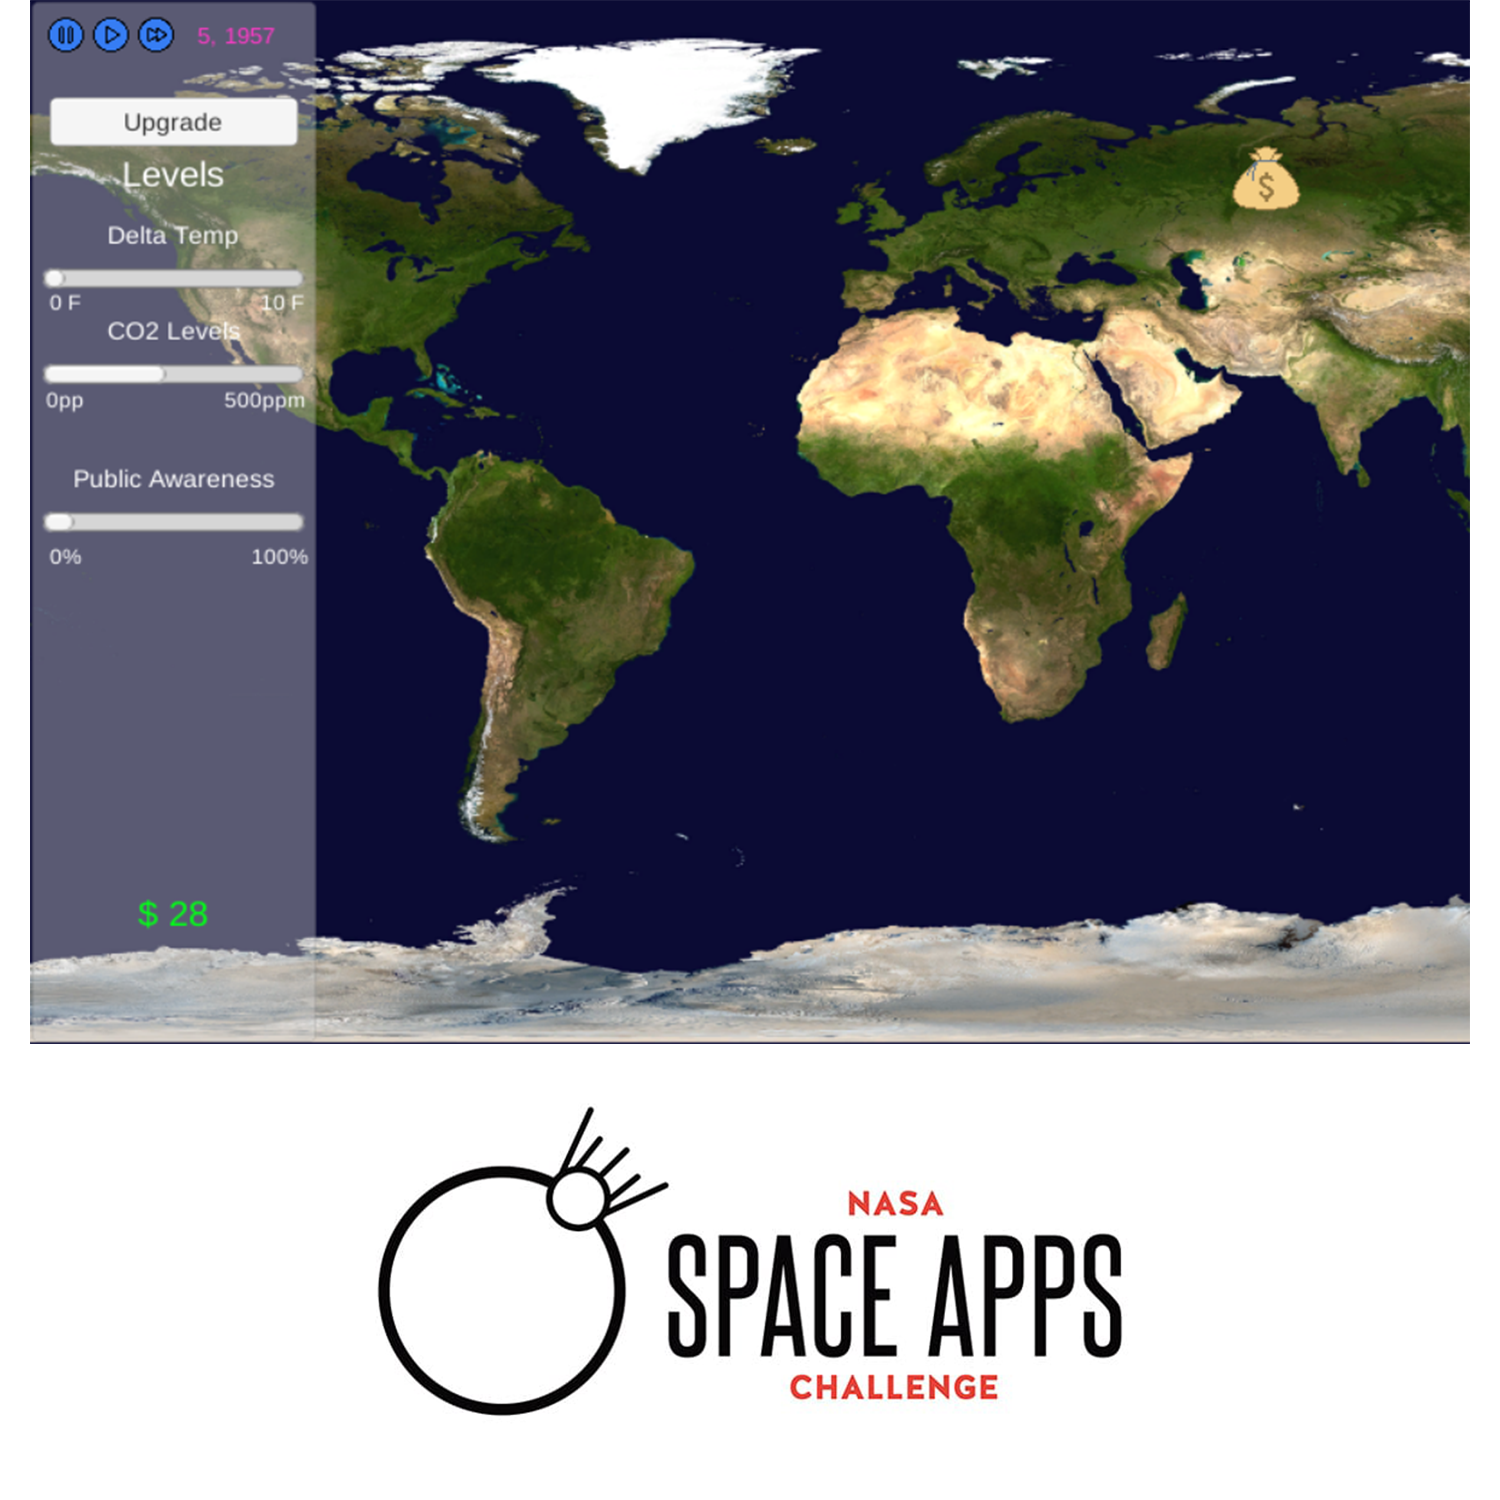 5, 1957
Upgrade
Levels
Delta Temp
0 F 10 F
CO2 Levels
0pp 500ppm
Public Awareness
0% 100%
$
$ 28
NASA
SPACE APPS
CHALLENGE